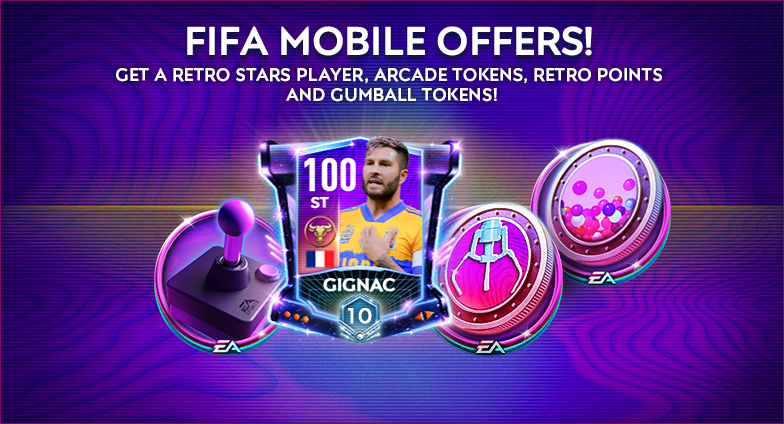 FIFA MOBILE OFFERS!
GET A RETRO STARS PLAYER, ARCADE TOKENS, RETRO POINTS
AND GUMBALL TOKENS!
100
ST
GIGNAC
10
EA
EA
EA